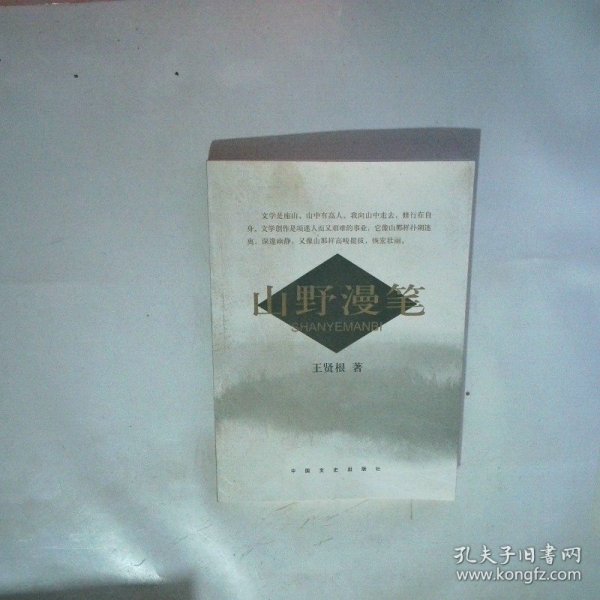 文学是座山，山中有高人。我向山中走去，修行在自
身。文学创作是项迷人而又艰难的事业，它像山那样扑朔迷
离，深邃幽静，又像山那样高峻挺拔，恢宏壮丽。
山野漫笔
SHANYEMANBI
王贤根 著
中国文史出版社
孔夫子旧书网
www.kongfz.com